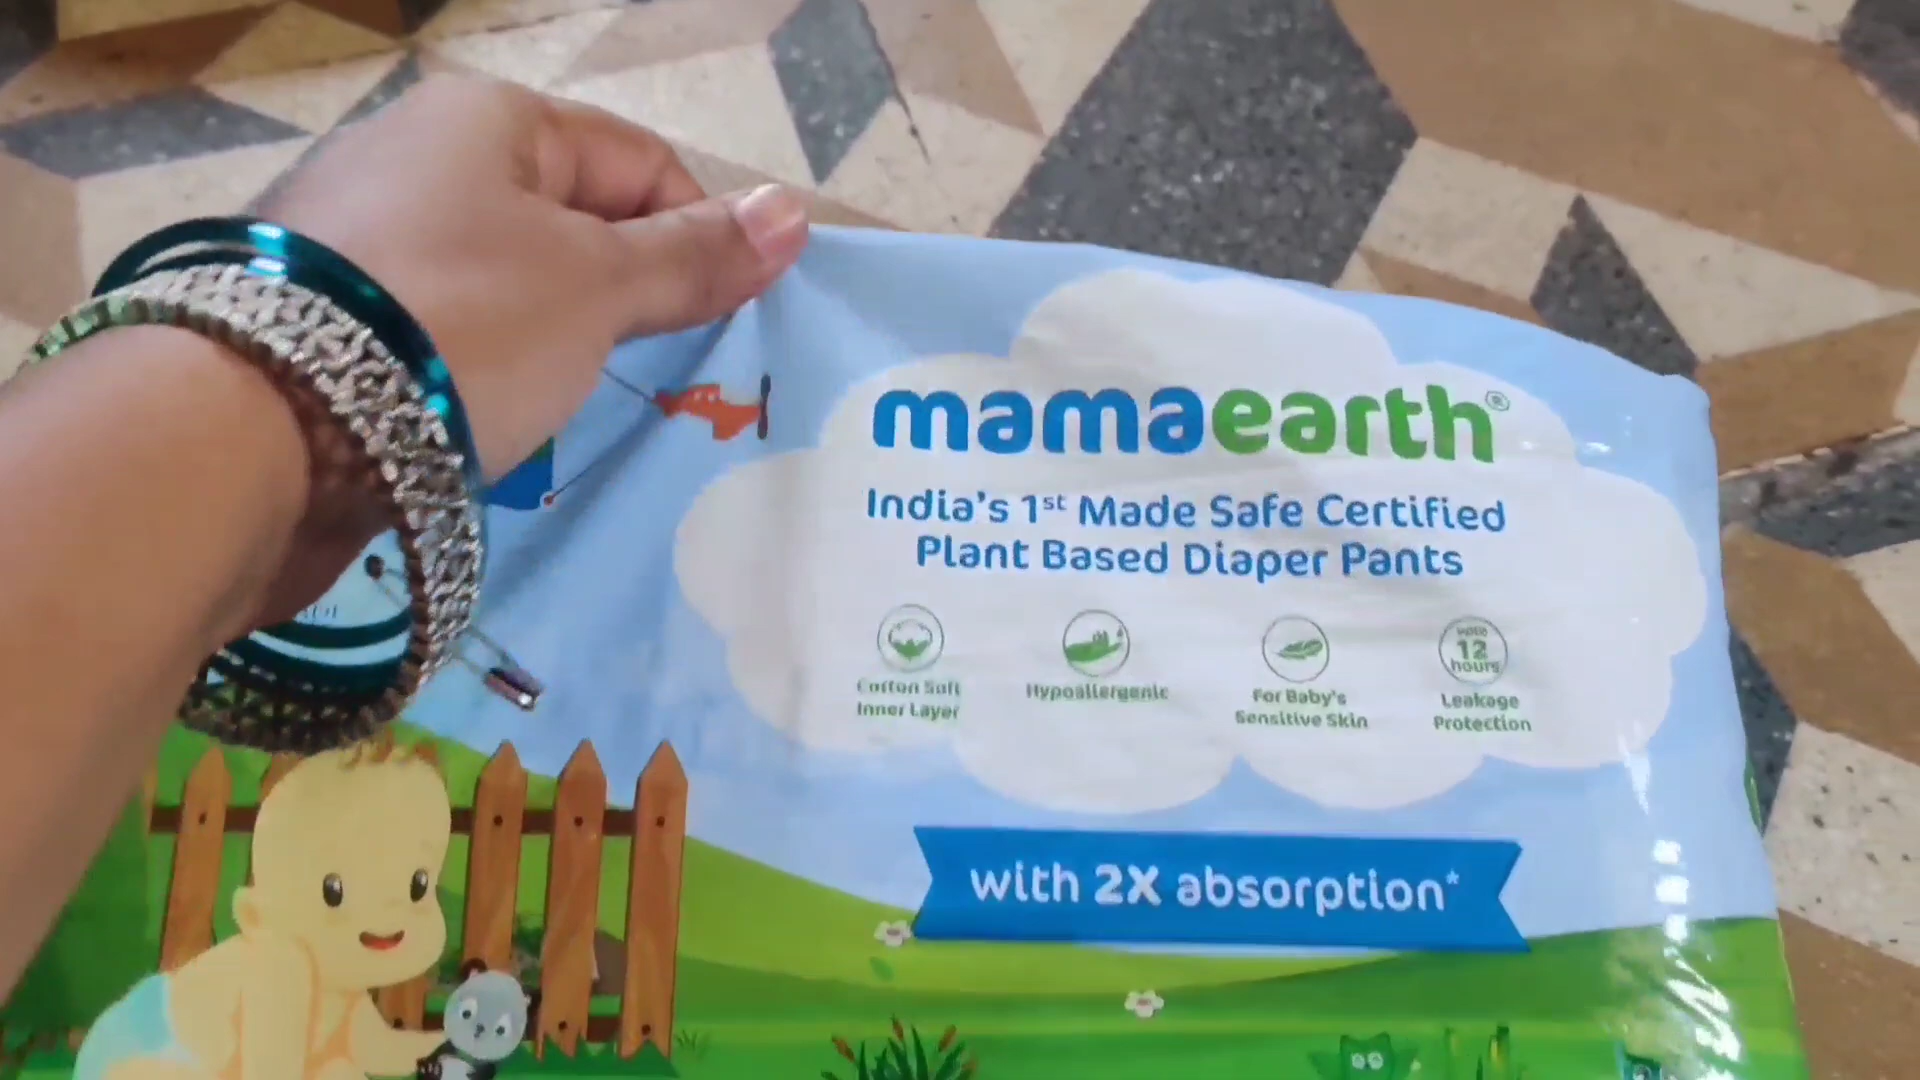 mamaearth®
India's 1st Made Safe Certified
Plant Based Diaper Pants
Cotton Soft
Inner Layer
Hypoallergenic
For Baby's
Sensitive Skin
12
hours
Leakage
Protection
with 2X absorption*